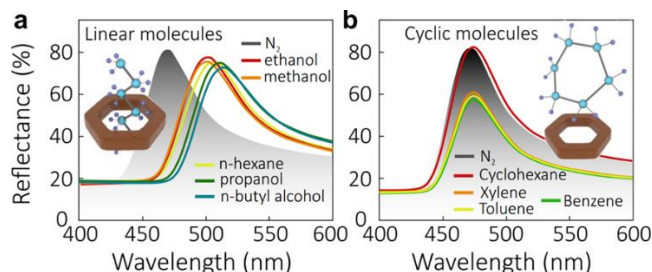 a
Linear molecules
Reflectance (%)
80
60
40
20
0
N2
ethanol
methanol
n-hexane
propanol
n-butyl alcohol
400
450
500
550
600
Wavelength (nm)
b
Cyclic molecules
80
60
40
20
0
N2
Cyclohexane
Xylene
Toluene
Benzene
400
450
500
550
600
Wavelength (nm)